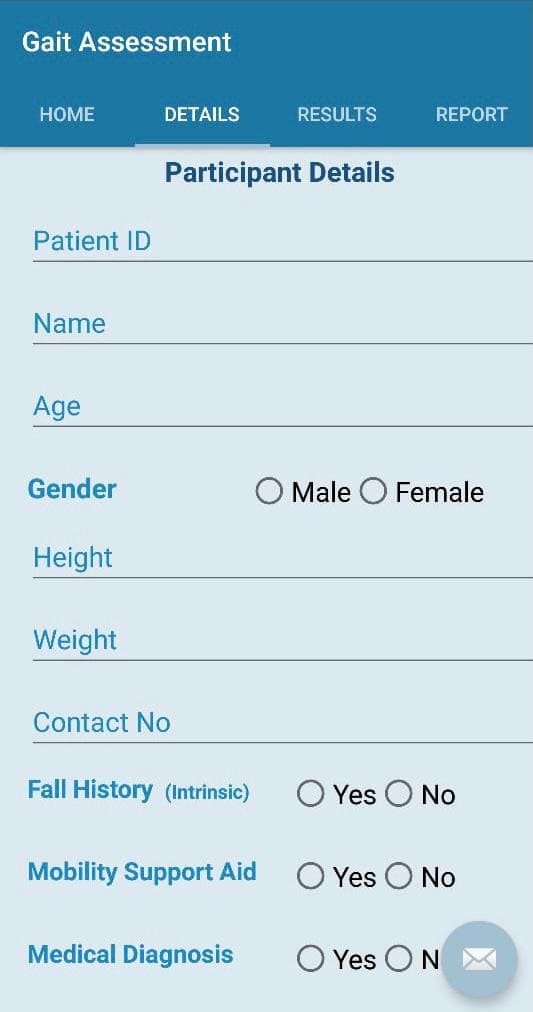 Gait Assessment
HOME DETAILS RESULTS REPORT
Participant Details
Patient ID
Name
Age
Gender Male Female
Height
Weight
Contact No
Fall History (Intrinsic) Yes No
Mobility Support Aid Yes No
Medical Diagnosis Yes N